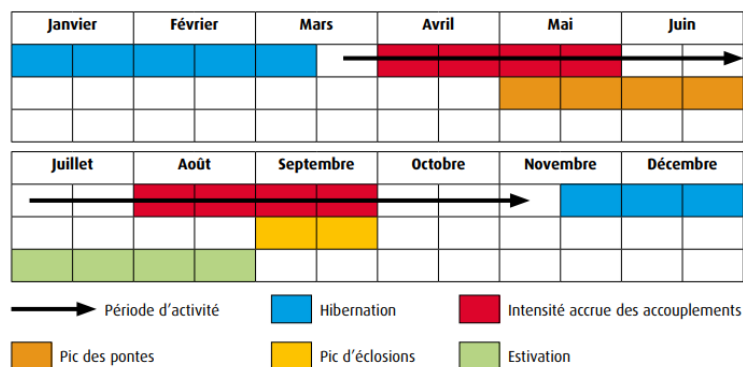 Janvier Février Mars Avril Mai Juin
Juillet Août Septembre Octobre Novembre Décembre
Période d'activité Hibernation Intensité accrue des accouplements
Pic des pontes Pic d'éclosions Estivation